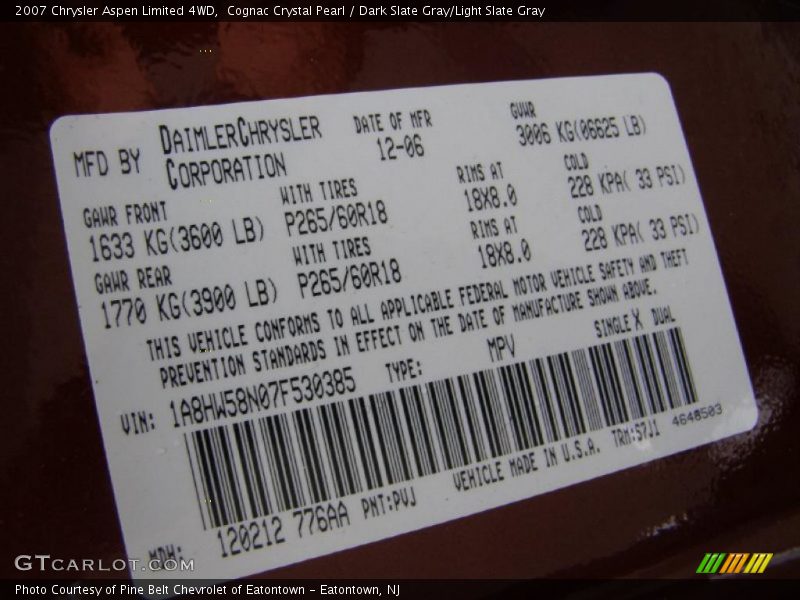 2007 Chrysler Aspen Limited 4WD, Cognac Crystal Pearl / Dark Slate Gray/Light Slate Gray
MFD BY DAIMLERCHRYSLER CORPORATION DATE OF MFR 12-06 GVWR 3006 KG(06625 LB)
GAWR FRONT WITH TIRES RIMS AT COLD
1633 KG(3600 LB) P265/60R18 18X8.0 228 KPA( 33 PSI)
GAWR REAR WITH TIRES RIMS AT COLD
1770 KG(3900 LB) P265/60R18 18X8.0 228 KPA( 33 PSI)
THIS VEHICLE CONFORMS TO ALL APPLICABLE FEDERAL MOTOR VEHICLE SAFETY AND THEFT
PREVENTION STANDARDS IN EFFECT ON THE DATE OF MANUFACTURE SHOWN ABOVE.
VIN: 1A8HW58N07F530385 TYPE: MPV SINGLE X DUAL
VEHICLE MADE IN U.S.A. TRM:S7J1 4648503
MDH: 120212 776AA PNT:PVJ
GTCARLOT.COM
Photo Courtesy of Pine Belt Chevrolet of Eatontown – Eatontown, NJ